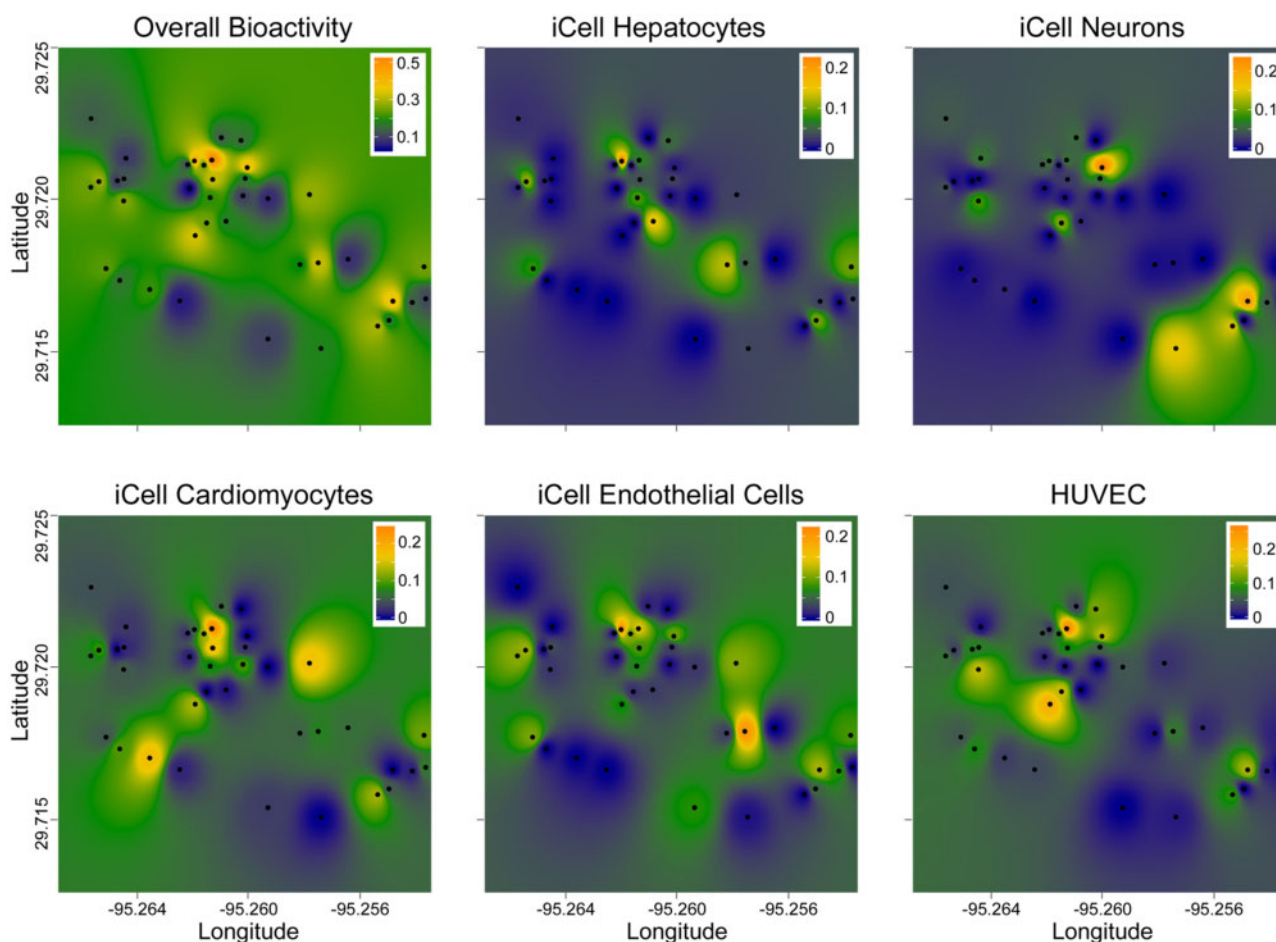 Overall Bioactivity
iCell Hepatocytes
iCell Neurons
29.725
29.720
29.715
Latitude
0.5
0.3
0.1
0.2
0.1
0
0.2
0.1
0
iCell Cardiomyocytes
iCell Endothelial Cells
HUVEC
29.725
29.720
29.715
Latitude
0.2
0.1
0
0.2
0.1
0
0.2
0.1
0
-95.264 -95.260 -95.256
-95.264 -95.260 -95.256
-95.264 -95.260 -95.256
Longitude
Longitude
Longitude